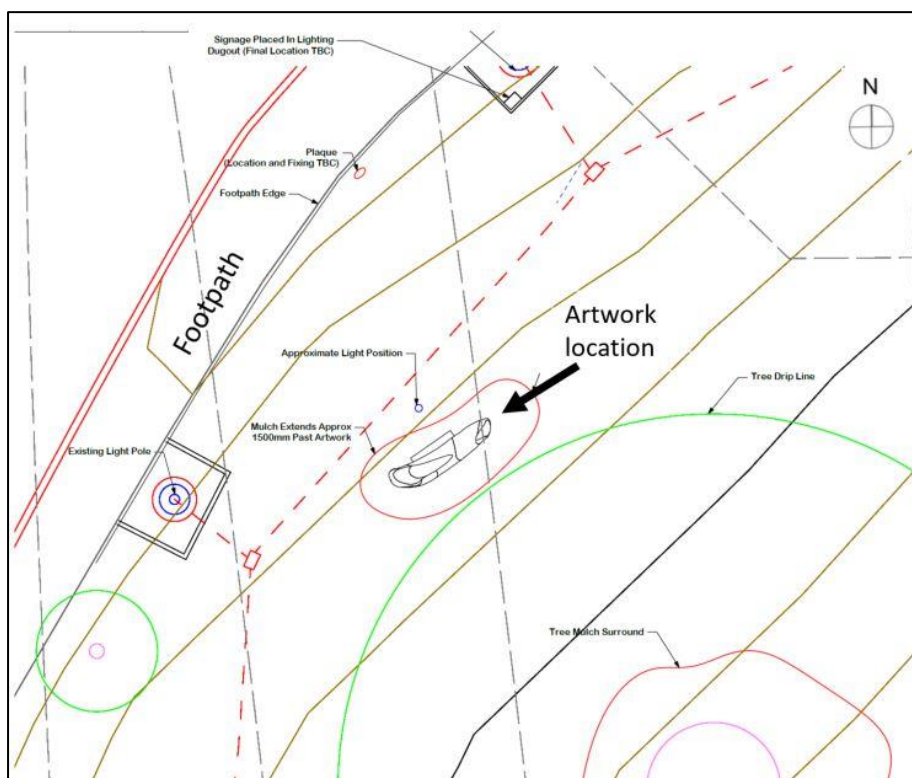 Signage Placed In Lighting
Dugout (Final Location TBC)
N
Plaque
(Location and Fixing TBC)
Footpath Edge
Footpath
Artwork
location
Approximate Light Position
Tree Drip Line
Mulch Extends Approx
1500mm Past Artwork
Existing Light Pole
Tree Mulch Surround